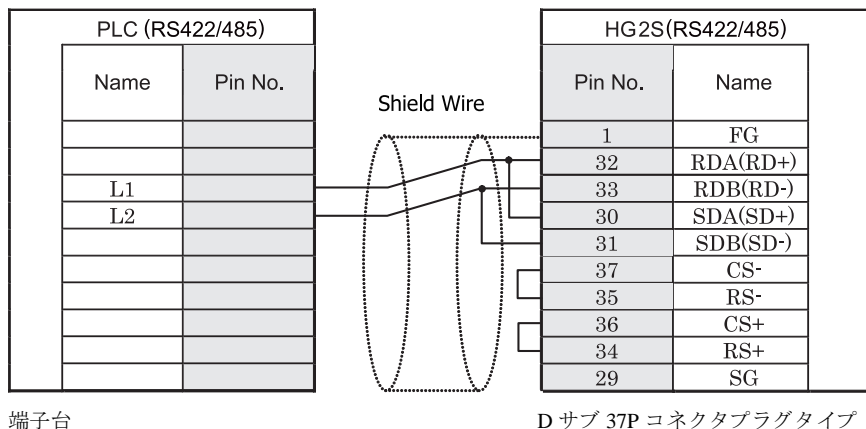 PLC (RS422/485)
HG2S(RS422/485)
Name Pin No.
Shield Wire
Pin No. Name
1 FG
32 RDA(RD+)
L1 33 RDB(RD-)
L2 30 SDA(SD+)
31 SDB(SD-)
37 CS-
35 RS-
36 CS+
34 RS+
29 SG
端子台
D サブ 37P コネクタプラグタイプ